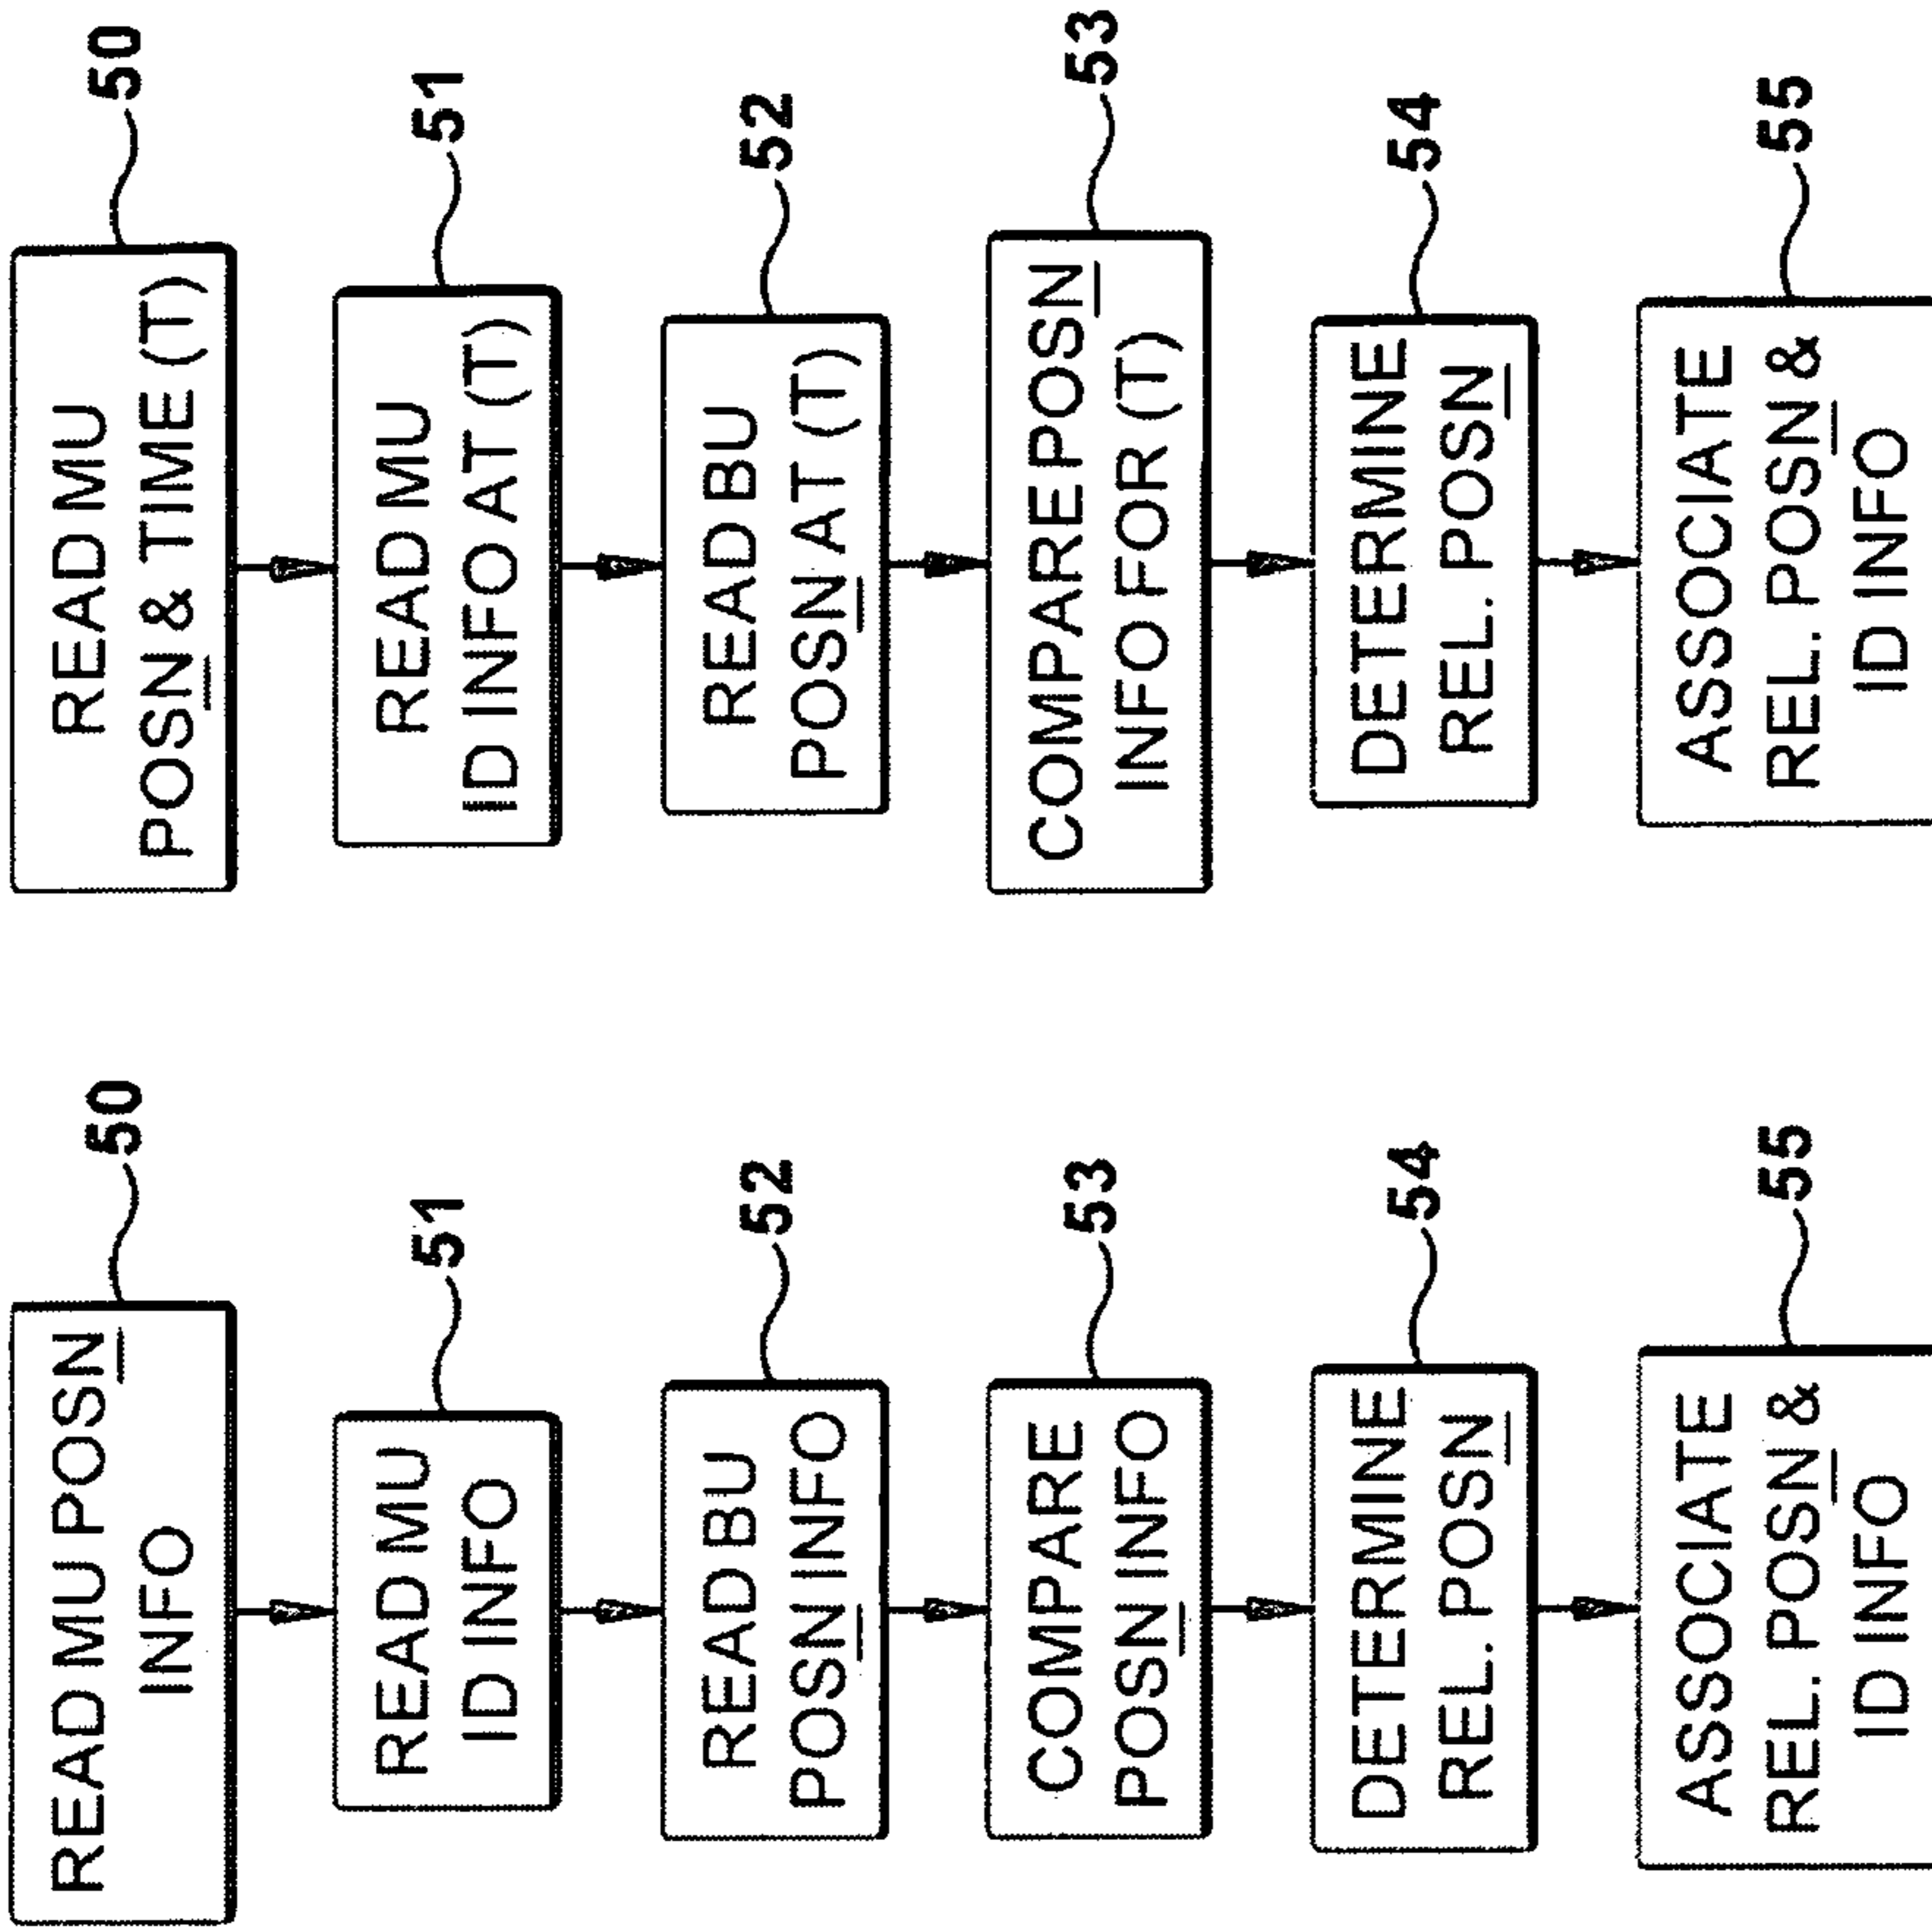 READ MU POSN
INFO
50
READ MU
ID INFO
51
READ BU
POSN INFO
52
COMPARE
POSN INFO
53
DETERMINE
REL. POSN
54
ASSOCIATE
REL. POSN &
ID INFO
55
READ MU
POSN & TIME (T)
50
READ MU
ID INFO AT (T)
51
READ BU
POSN AT (T)
52
COMPAREPOSN
INFO FOR (T)
53
DETERMINE
REL. POSN
54
ASSOCIATE
REL. POSN &
ID INFO
55